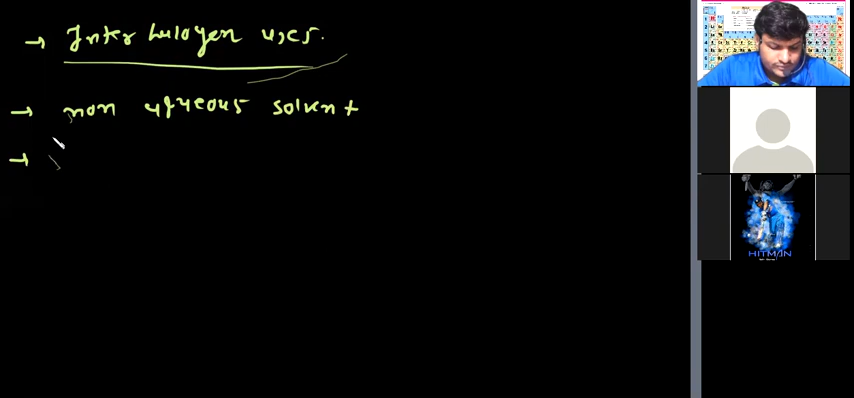 → Inter halogen uses.
→ non aqueous solvent
→
HITMAN